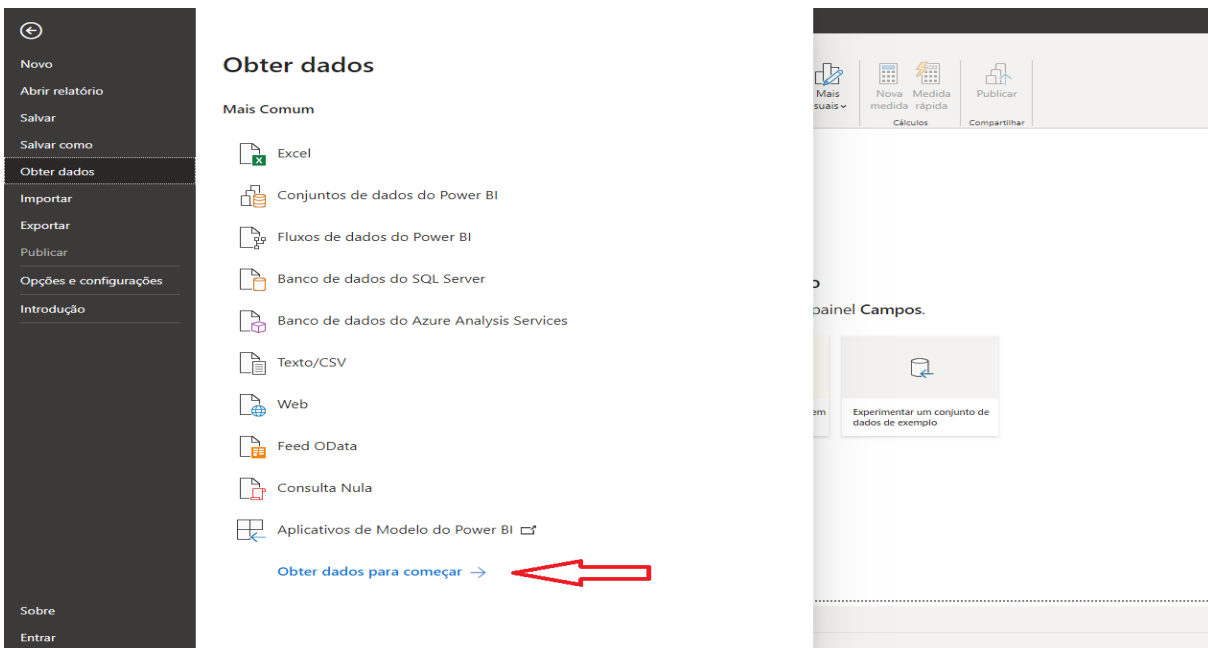 Novo
Abrir relatório
Salvar
Salvar como
Obter dados
Importar
Exportar
Publicar
Opções e configurações
Introdução
Sobre
Entrar
Obter dados
Mais Comum
Excel
Conjuntos de dados do Power BI
Fluxos de dados do Power BI
Banco de dados do SQL Server
Banco de dados do Azure Analysis Services
Texto/CSV
Web
Feed OData
Consulta Nula
Aplicativos de Modelo do Power BI
Obter dados para começar
Mais
suais
Nova medida
Medida rápida
Publicar
Cálculos
Compartilhar
o
painel Campos.
em
Experimentar um conjunto de
dados de exemplo